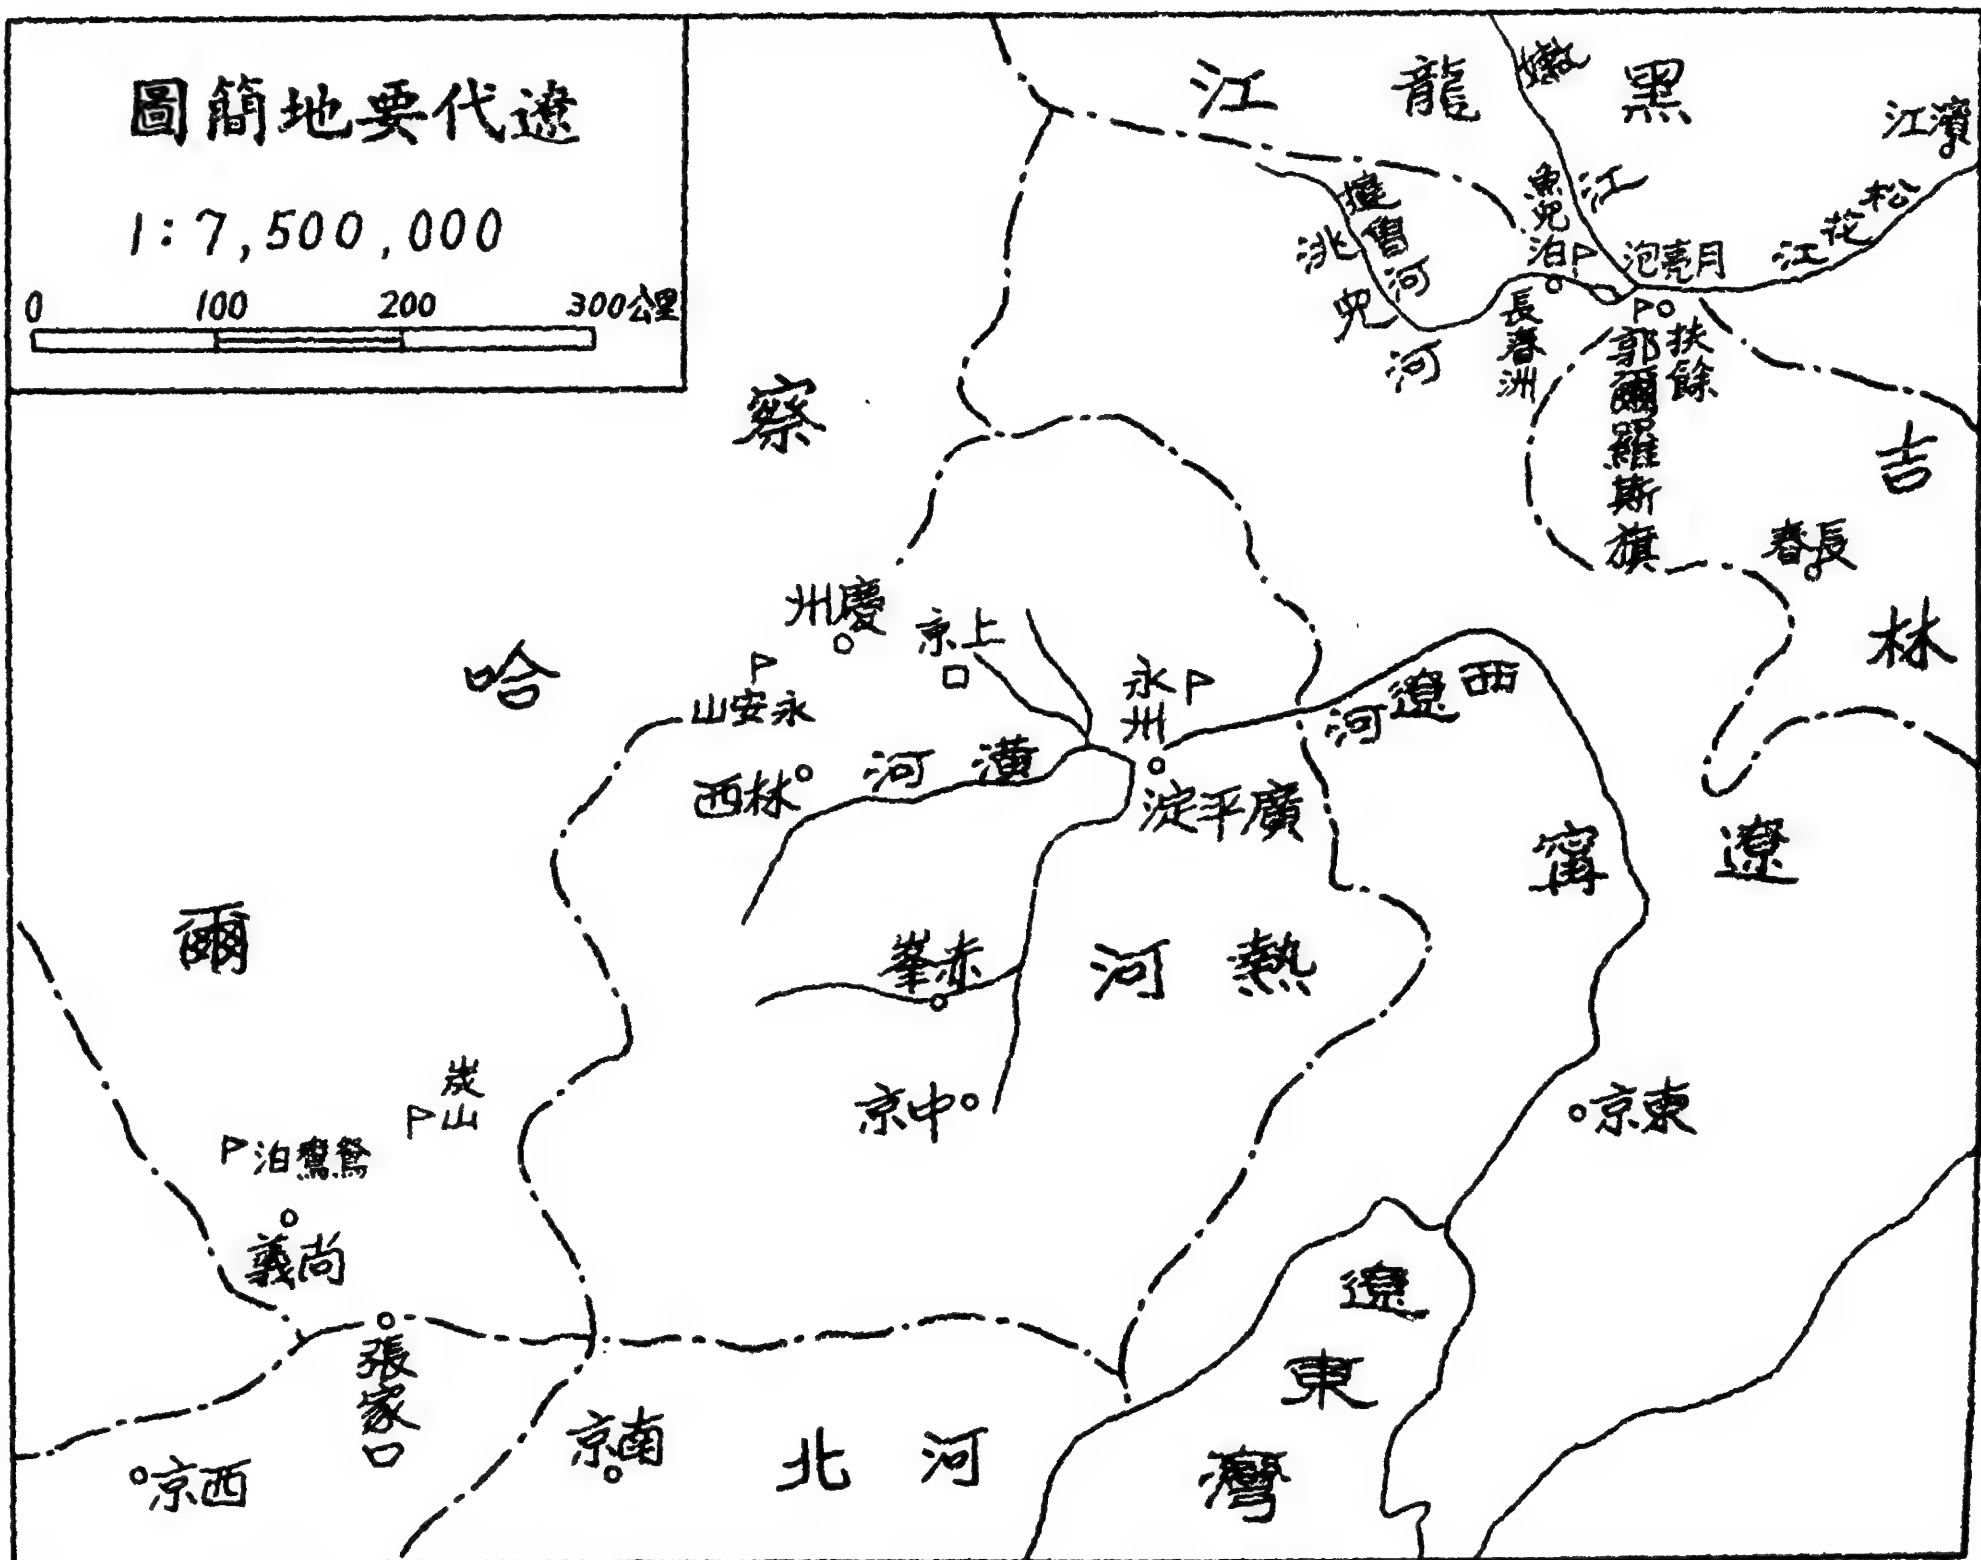 遼代要地簡圖
1:7,500,000
0 100 200 300公里
黑龍江
嫩江
濱江
松花江
撻魯河
洮兒河
魚兒泊
月亮泡
長春洲
扶餘
郭爾羅斯旗
吉林
長春
察哈爾
慶州
上京
永安山
永州
西遼河
林西
潢河
廣平淀
遼寧
赤峯
熱河
中京
東京
炭山
鴛鴦泊
尚義
張家口
西京
南京
河北
遼東灣